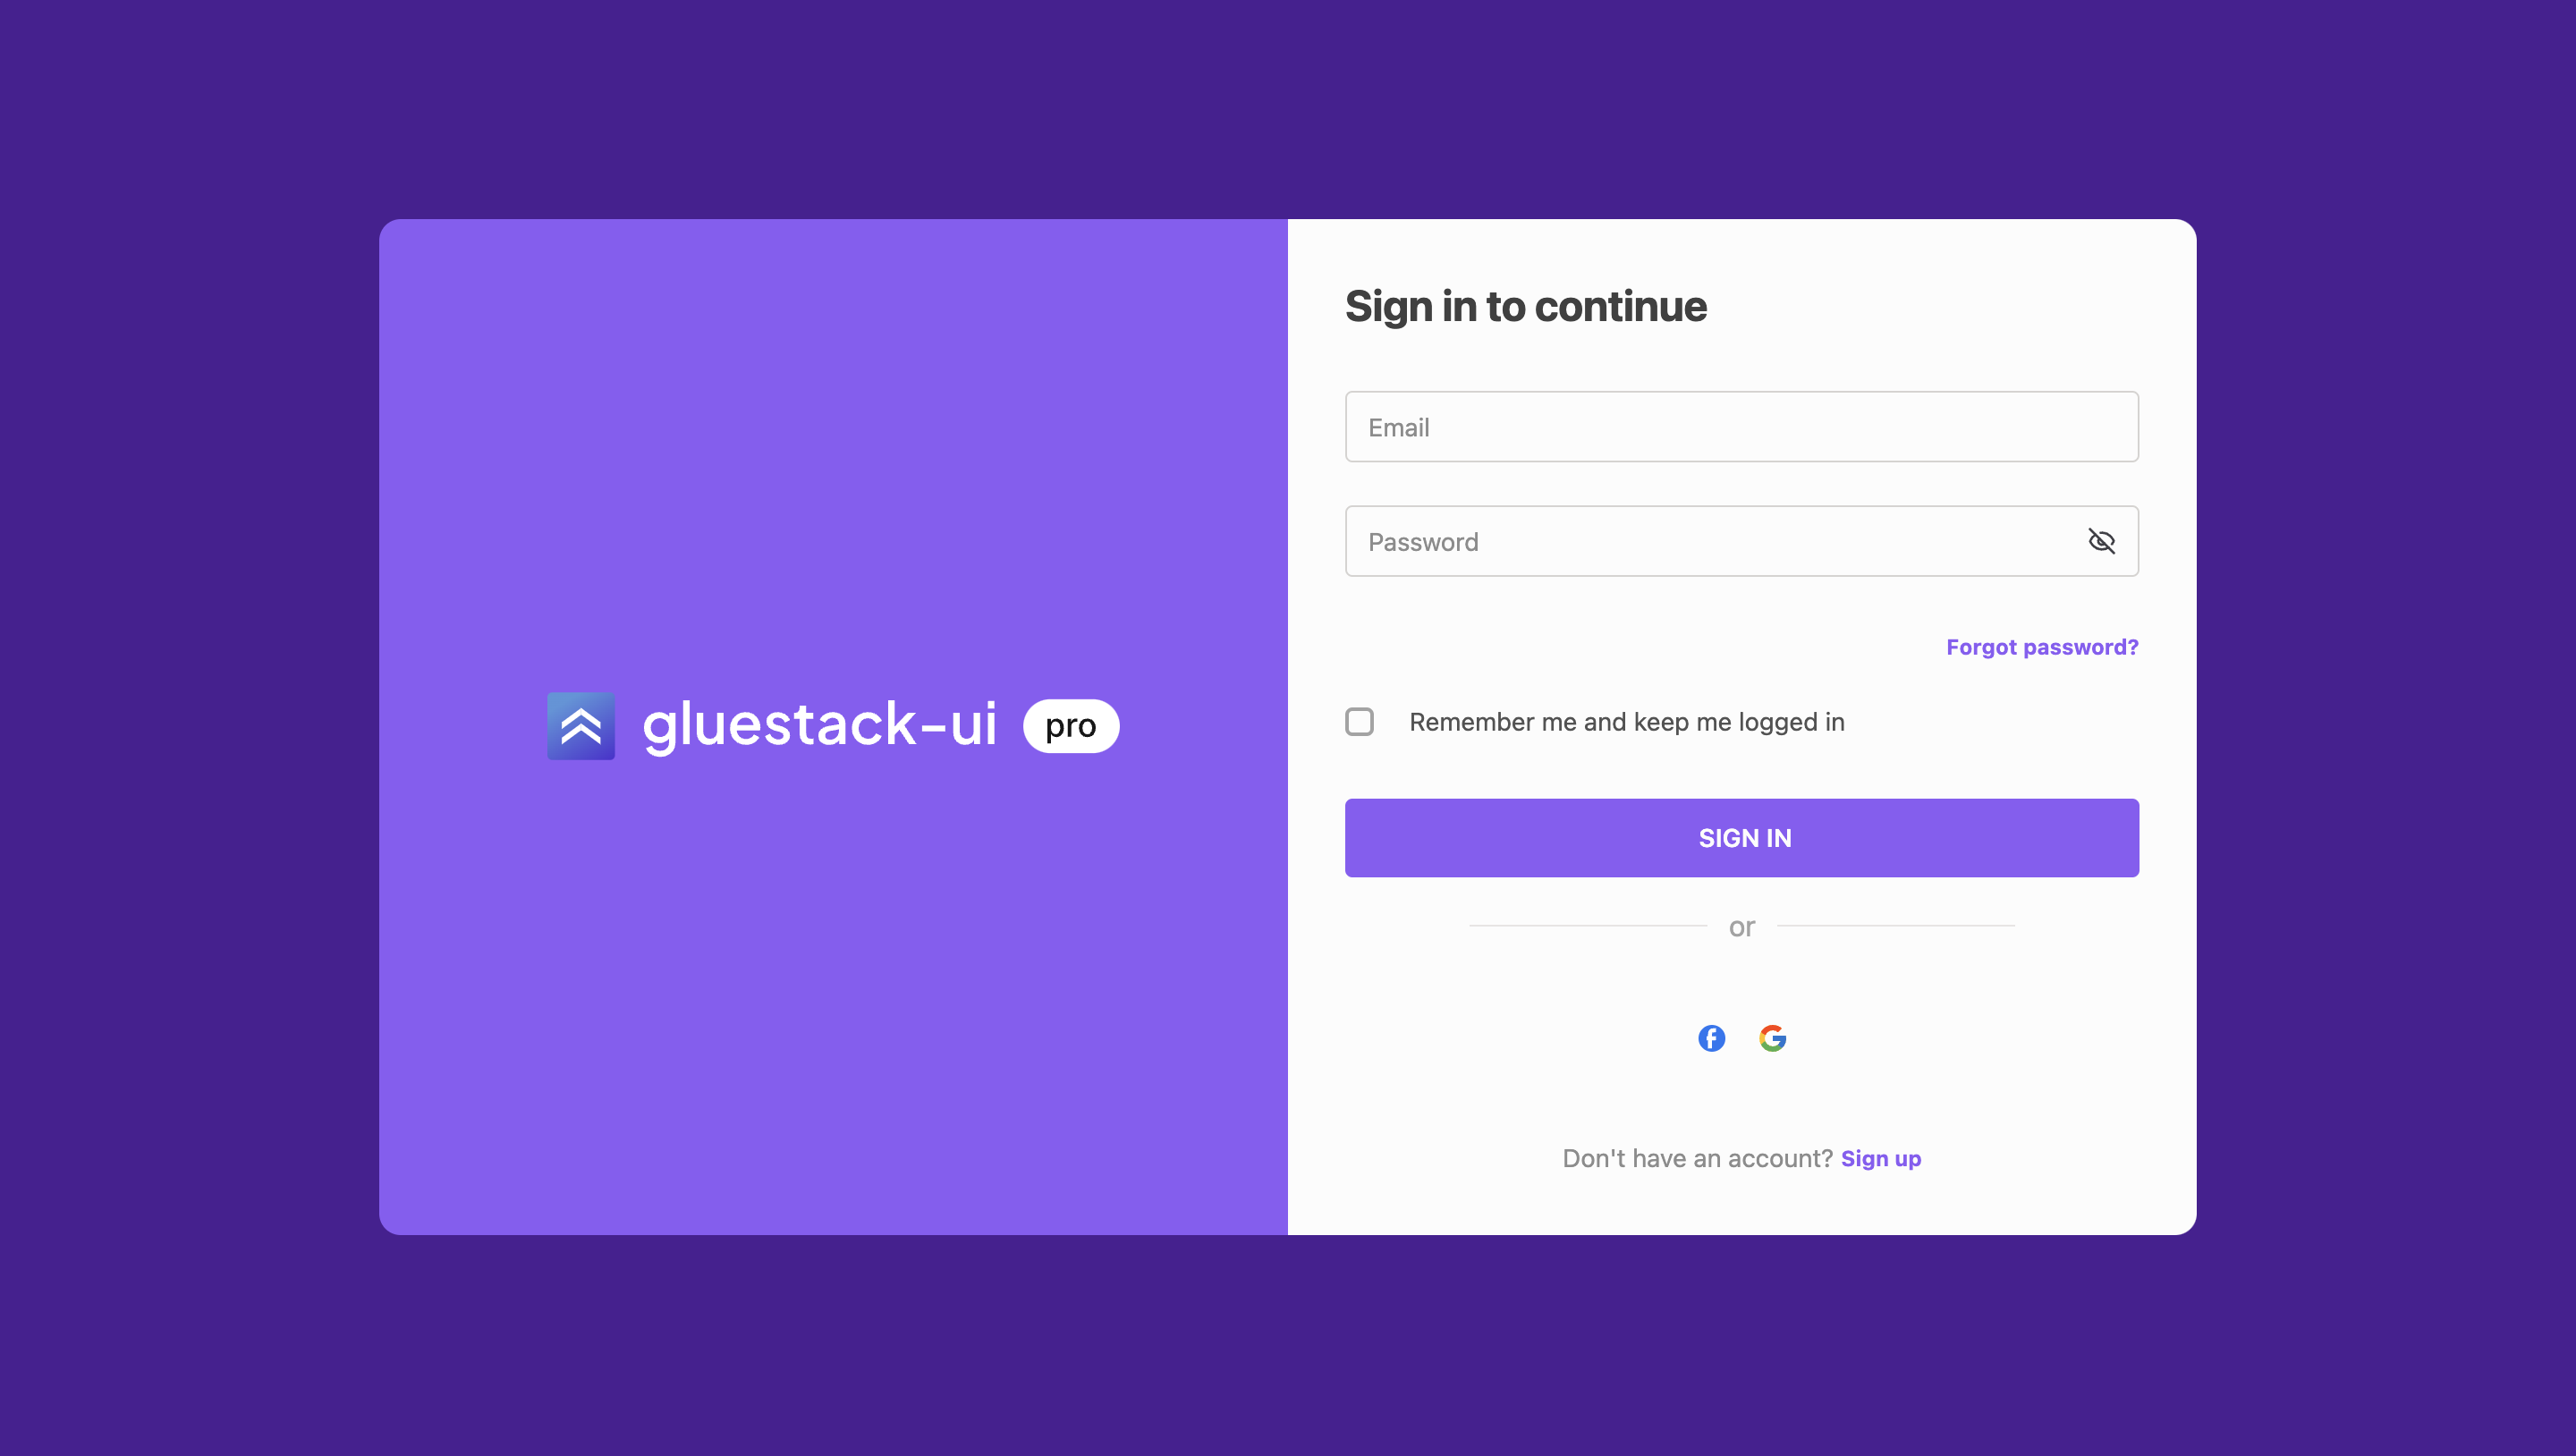 gluestack-ui pro
Sign in to continue
Email
Password
Forgot password?
Remember me and keep me logged in
SIGN IN
or
Don't have an account? Sign up